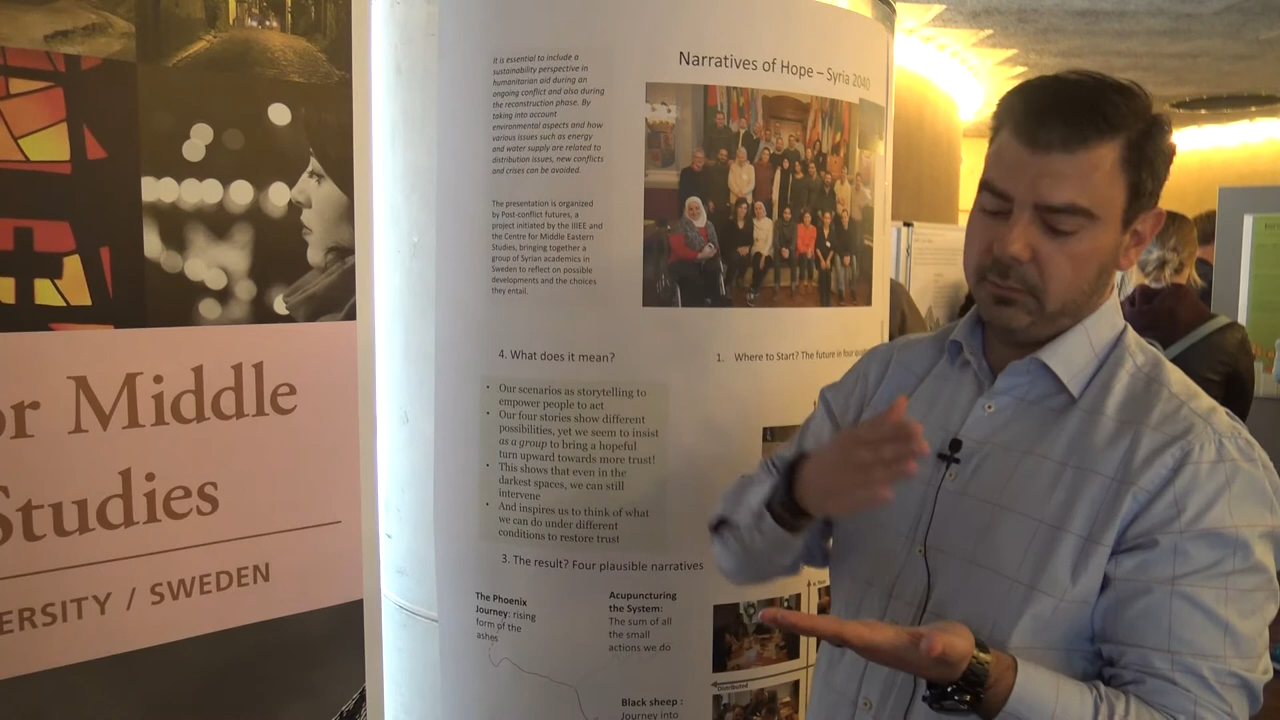 or Middle
Studies
ERSITY / SWEDEN
It is essential to include a
sustainability perspective in
humanitarian aid during an
ongoing conflict and also during
the reconstruction phase. By
taking into account
environmental aspects and how
various issues such as energy
and water supply are related to
distribution issues, new conflicts
and crises can be avoided.
The presentation is organized
by Post-conflict futures, a
project initiated by the IIIEE and
the Centre for Middle Eastern
Studies, bringing together a
group of Syrian academics in
Sweden to reflect on possible
developments and the choices
they entail.
Narratives of Hope – Syria 2040
4. What does it mean?
• Our scenarios as storytelling to
empower people to act
• Our four stories show different
possibilities, yet we seem to insist
as a group to bring a hopeful
turn upward towards more trust!
• This shows that even in the
darkest spaces, we can still
intervene
• And inspires us to think of what
we can do under different
conditions to restore trust
1. Where to Start? The future in four
3. The result? Four plausible narratives
The Phoenix
Journey: rising
form of the
ashes
Acupuncturing
the System:
The sum of all
the small
actions we do
Black sheep :
Journey into
Distributed